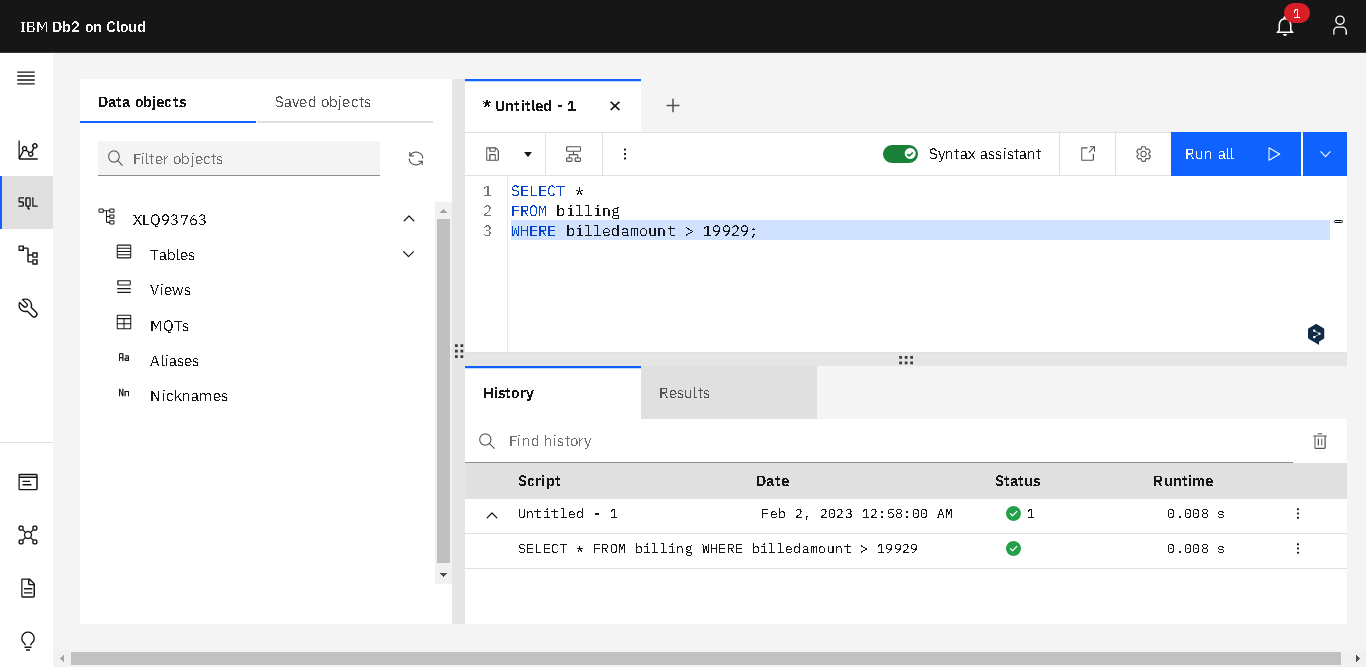 IBM Db2 on Cloud
1
Data objects
Saved objects
Filter objects
SQL
XLQ93763
Tables
Views
MQTs
Aa
Aliases
Nn
Nicknames
* Untitled - 1
Syntax assistant
Run all
1 SELECT *
2 FROM billing
3 WHERE billedamount > 19929;
History
Results
Find history
Script Date Status Runtime
Untitled - 1 Feb 2, 2023 12:58:00 AM 1 0.008 s
SELECT * FROM billing WHERE billedamount > 19929 0.008 s